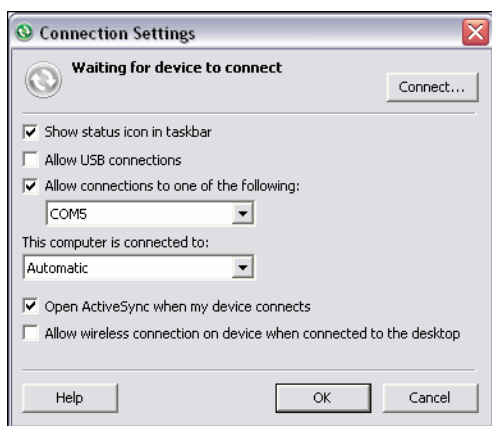 Connection Settings
Waiting for device to connect
Connect...
Show status icon in taskbar
Allow USB connections
Allow connections to one of the following:
COM5
This computer is connected to:
Automatic
Open ActiveSync when my device connects
Allow wireless connection on device when connected to the desktop
Help
OK
Cancel